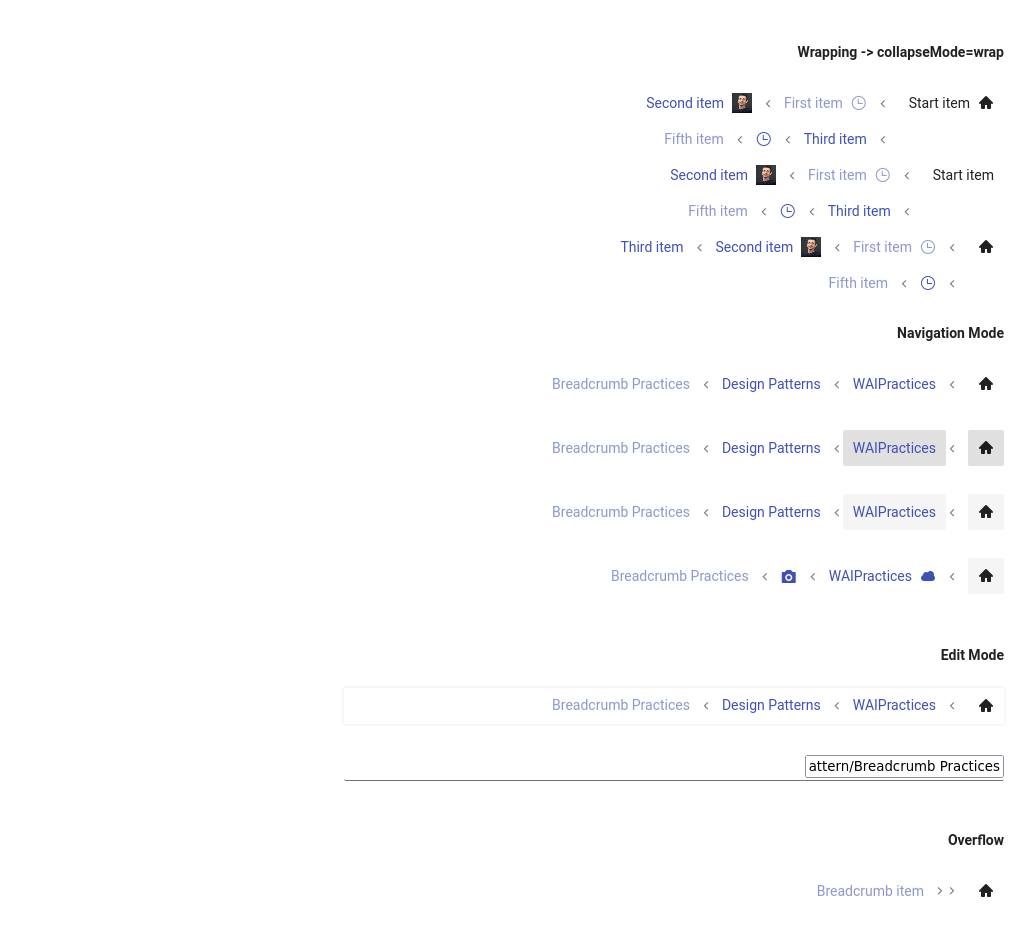 Wrapping -> collapseMode=wrap
Second item First item Start item
Fifth item Third item
Second item First item Start item
Fifth item Third item
Third item Second item First item
Fifth item
Navigation Mode
Breadcrumb Practices Design Patterns WAIPractices
Breadcrumb Practices Design Patterns WAIPractices
Breadcrumb Practices Design Patterns WAIPractices
Breadcrumb Practices WAIPractices
Edit Mode
Breadcrumb Practices Design Patterns WAIPractices
attern/Breadcrumb Practices
Overflow
Breadcrumb item